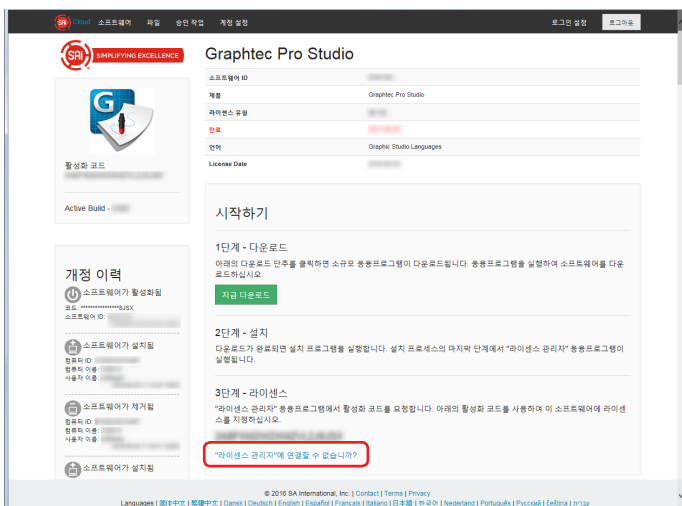 SAi Cloud 소프트웨어 파일 승인 작업 계정 설정 로그인 설정 로그아웃
SAi SIMPLIFYING EXCELLENCE
Graphtec Pro Studio
소프트웨어 ID
제품 Graphtec Pro Studio
라이센스 유형
만료
언어 Graphic Studio Languages
License Date
활성화 코드
Active Build -
시작하기
1단계 - 다운로드
아래의 다운로드 단추를 클릭하면 소규모 응용프로그램이 다운로드됩니다. 응용프로그램을 실행하여 소프트웨어를 다운
로드하십시오.
지금 다운로드
2단계 - 설치
다운로드가 완료되면 설치 프로그램을 실행합니다. 설치 프로세스의 마지막 단계에서 "라이센스 관리자" 응용프로그램이
실행됩니다.
3단계 - 라이센스
"라이센스 관리자" 응용프로그램에서 활성화 코드를 요청합니다. 아래의 활성화 코드를 사용하여 이 소프트웨어에 라이센
스를 지정하십시오.
"라이센스 관리자"에 연결할 수 없습니까?
개정 이력
소프트웨어가 활성화됨
코드: ****************6JSX
소프트웨어 ID:
소프트웨어가 설치됨
컴퓨터 ID:
컴퓨터 이름:
사용자 이름:
소프트웨어가 제거됨
컴퓨터 ID:
컴퓨터 이름:
사용자 이름:
소프트웨어가 설치됨
© 2016 SA International, Inc. | Contact | Terms | Privacy
Languages | 简体中文 | 繁體中文 | Dansk | Deutsch | English | Español | Français | Italiano | 日本語 | 한국어 | Nederland | Português | Русский | čeština | עברית